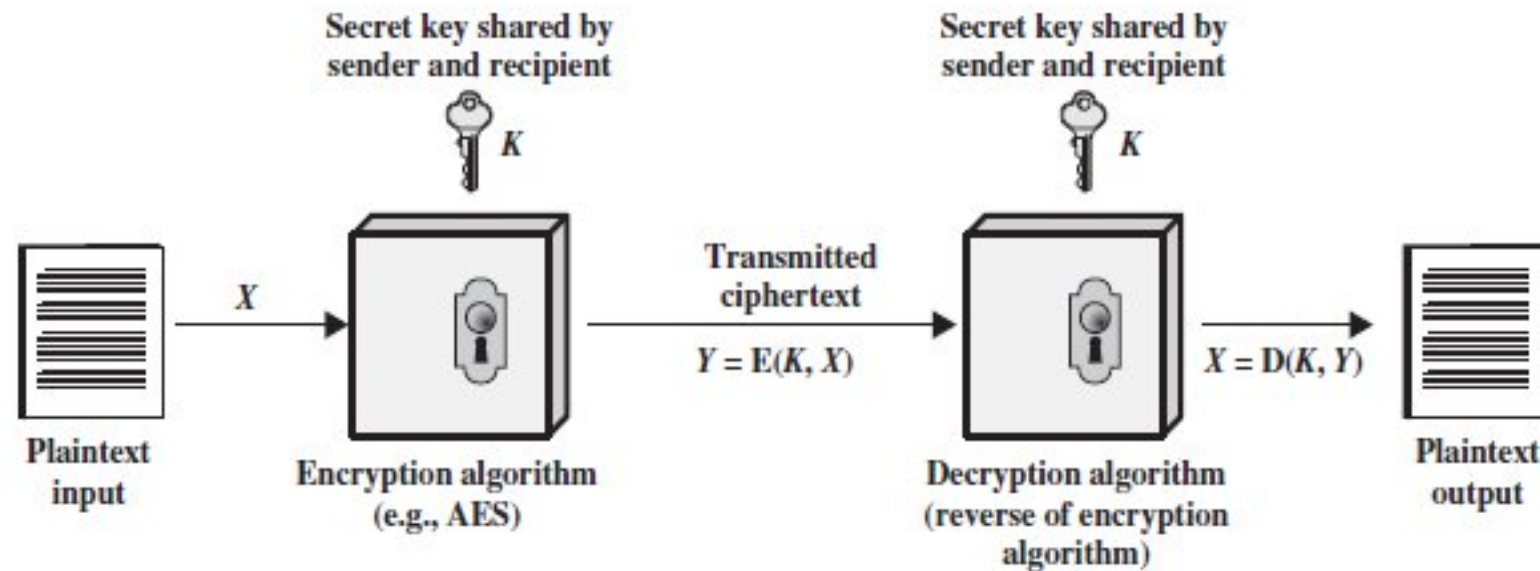 Secret key shared by
sender and recipient
K
Secret key shared by
sender and recipient
K
X
Transmitted
ciphertext
Y = E(K, X)
X = D(K, Y)
Plaintext
input
Encryption algorithm
(e.g., AES)
Decryption algorithm
(reverse of encryption
algorithm)
Plaintext
output